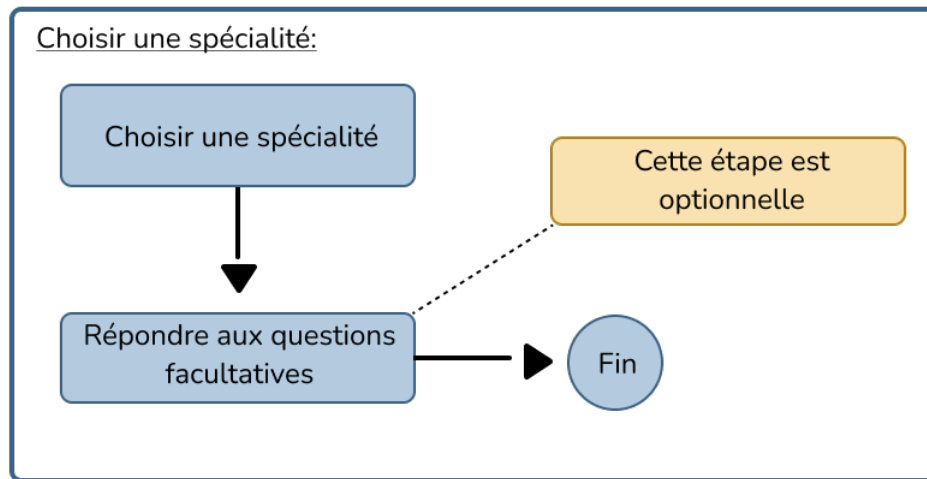 Choisir une spécialité:
Choisir une spécialité
Cette étape est
optionnelle
Répondre aux questions
facultatives
Fin